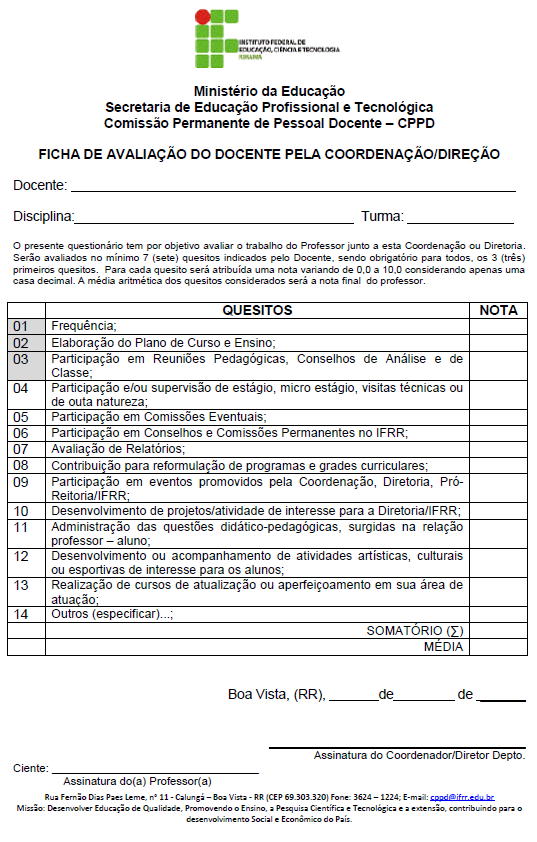 INSTITUTO FEDERAL DE
EDUCAÇÃO, CIÊNCIA E TECNOLOGIA
RORAIMA
Ministério da Educação
Secretaria de Educação Profissional e Tecnológica
Comissão Permanente de Pessoal Docente – CPPD
FICHA DE AVALIAÇÃO DO DOCENTE PELA COORDENAÇÃO/DIREÇÃO
Docente: ____________________
Disciplina:____________________ Turma: ____________
O presente questionário tem por objetivo avaliar o trabalho do Professor junto a esta Coordenação ou Diretoria.
Serão avaliados no mínimo 7 (sete) quesitos indicados pelo Docente, sendo obrigatório para todos, os 3 (três)
primeiros quesitos. Para cada quesito será atribuída uma nota variando de 0,0 a 10,0 considerando apenas uma
casa decimal. A média aritmética dos quesitos considerados será a nota final do professor.
QUESITOS NOTA
01 Frequência;
02 Elaboração do Plano de Curso e Ensino;
03 Participação em Reuniões Pedagógicas, Conselhos de Análise e de
Classe;
04 Participação e/ou supervisão de estágio, micro estágio, visitas técnicas ou
de outa natureza;
05 Participação em Comissões Eventuais;
06 Participação em Conselhos e Comissões Permanentes no IFRR;
07 Avaliação de Relatórios;
08 Contribuição para reformulação de programas e grades curriculares;
09 Participação em eventos promovidos pela Coordenação, Diretoria, Pró-
Reitoria/IFRR;
10 Desenvolvimento de projetos/atividade de interesse para a Diretoria/IFRR;
11 Administração das questões didático-pedagógicas, surgidas na relação
professor – aluno;
12 Desenvolvimento ou acompanhamento de atividades artísticas, culturais
ou esportivas de interesse para os alunos;
13 Realização de cursos de atualização ou aperfeiçoamento em sua área de
atuação;
14 Outros (especificar)...;
SOMATÓRIO (∑)
MÉDIA
Boa Vista, (RR), _______de_________ de _______
Assinatura do Coordenador/Diretor Depto.
Ciente: ____________________
Assinatura do(a) Professor(a)
Rua Fernão Dias Paes Leme, n° 11 - Calungá – Boa Vista - RR (CEP 69.303.320) Fone: 3624 – 1224; E-mail: cppd@ifrr.edu.br
Missão: Desenvolver Educação de Qualidade, Promovendo o Ensino, a Pesquisa Científica e Tecnológica e a extensão, contribuindo para o
desenvolvimento Social e Econômico do País.